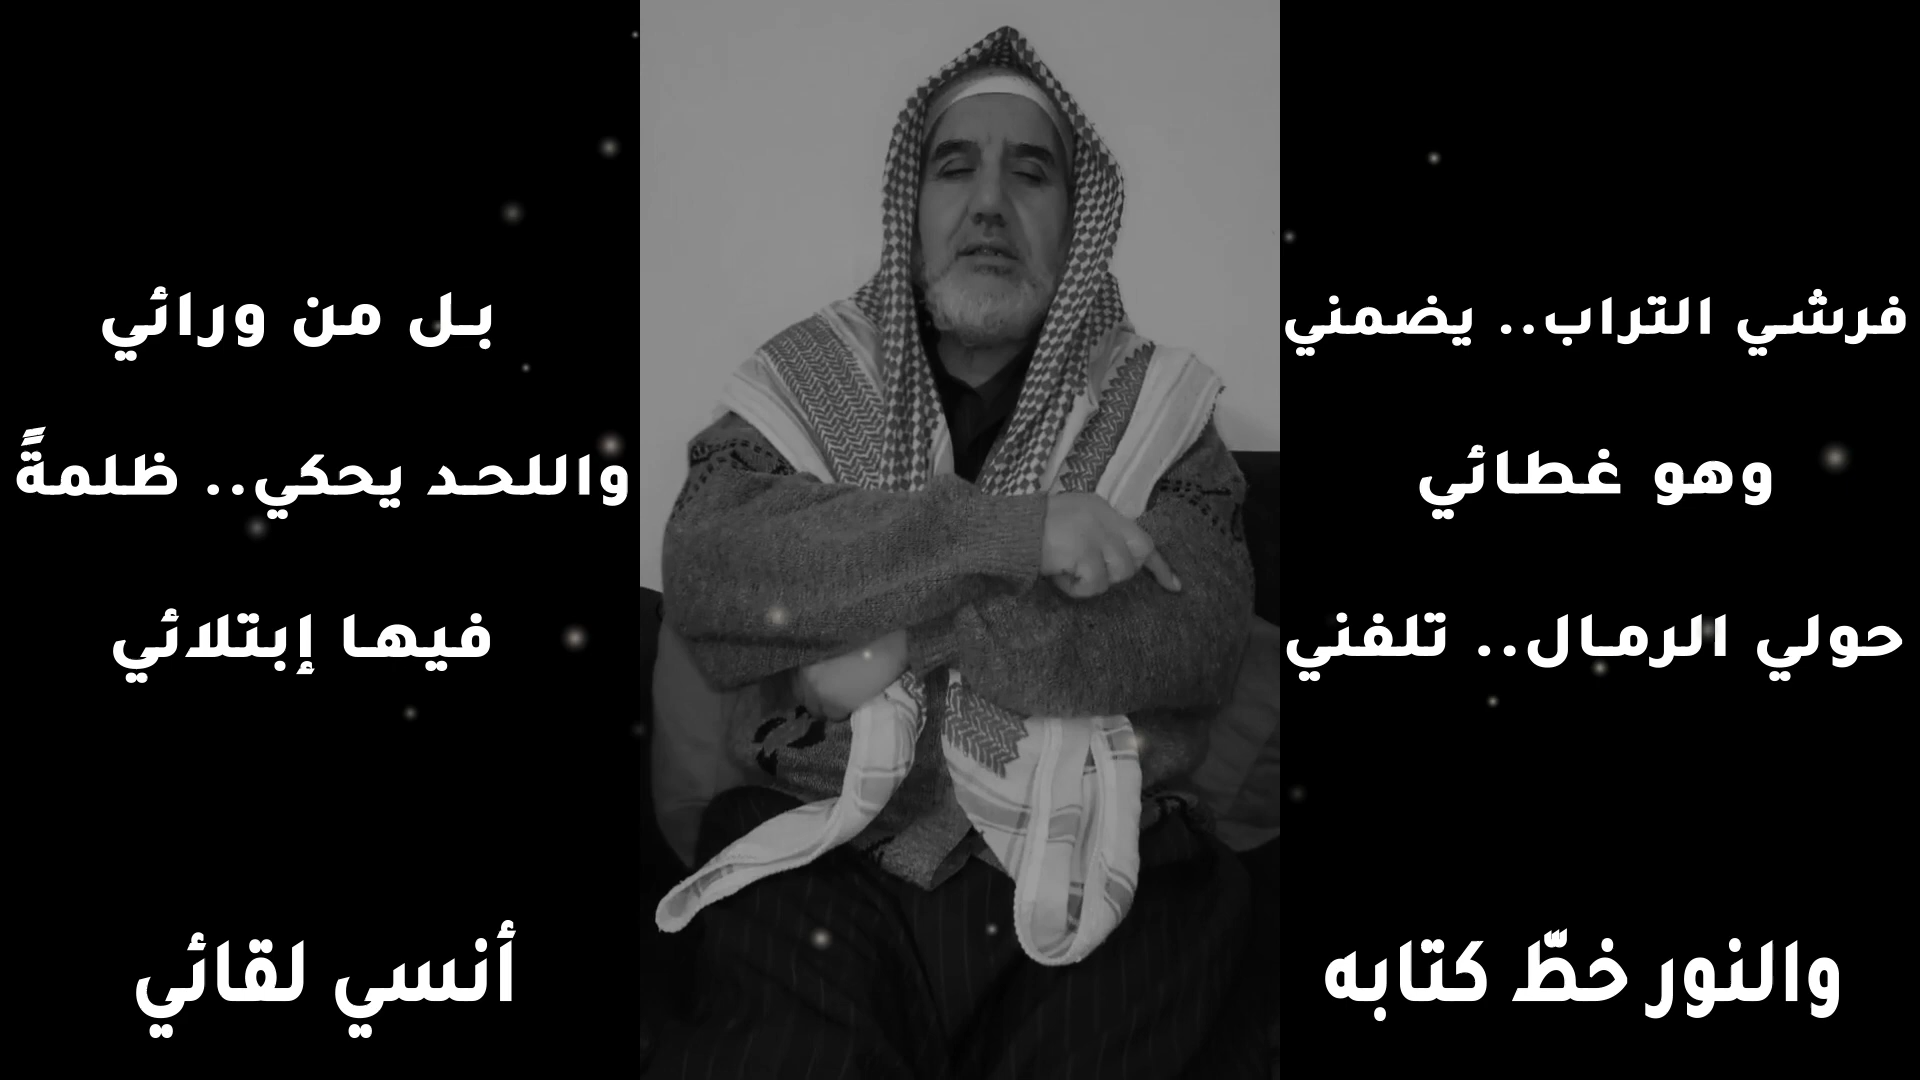 فرشي التراب.. يضمني
وهو غطائي
حولي الرمال.. تلفني
بل من ورائي
واللحد يحكي.. ظلمةً
فيها إبتلائي
والنور خطّ كتابه
أنسي لقائي